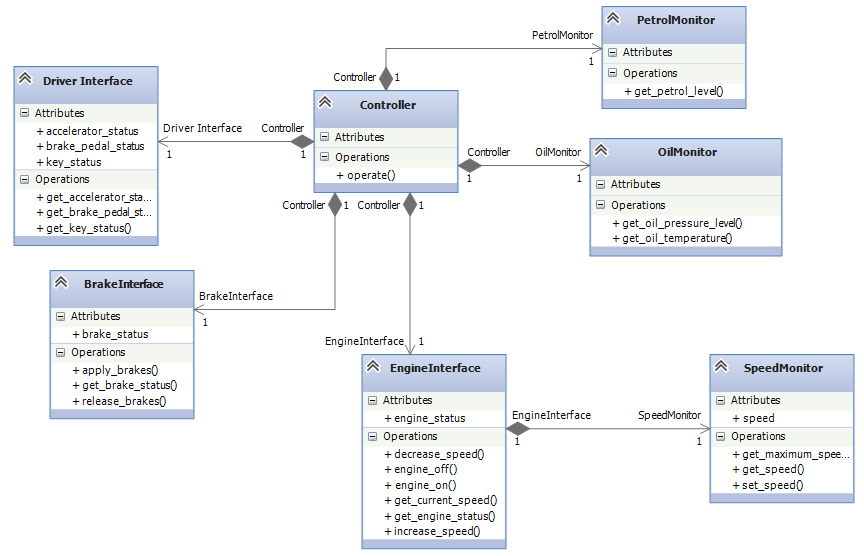 PetrolMonitor
Attributes
Operations
+ get_petrol_level()
PetrolMonitor
1
Controller
1
Driver Interface
Attributes
+ accelerator_status
+ brake_pedal_status
+ key_status
Operations
+ get_accelerator_sta...
+ get_brake_pedal_st...
+ get_key_status()
Driver Interface
1
Controller
1
Controller
Attributes
Operations
+ operate()
Controller
1
OilMonitor
1
OilMonitor
Attributes
Operations
+ get_oil_pressure_level()
+ get_oil_temperature()
Controller
1
Controller
1
BrakeInterface
Attributes
+ brake_status
Operations
+ apply_brakes()
+ get_brake_status()
+ release_brakes()
BrakeInterface
1
EngineInterface
1
EngineInterface
Attributes
+ engine_status
Operations
+ decrease_speed()
+ engine_off()
+ engine_on()
+ get_current_speed()
+ get_engine_status()
+ increase_speed()
EngineInterface
1
SpeedMonitor
1
SpeedMonitor
Attributes
+ speed
Operations
+ get_maximum_spee...
+ get_speed()
+ set_speed()